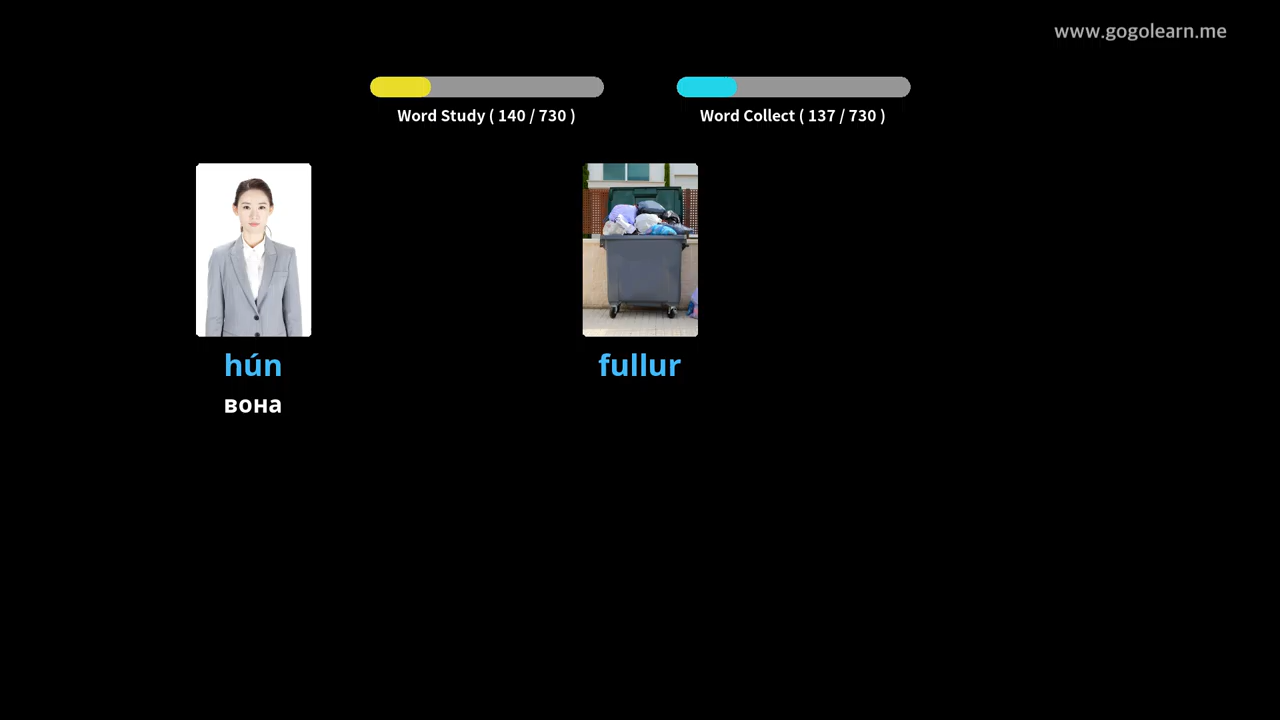 www.gogolearn.me
Word Study ( 140 / 730 )
Word Collect ( 137 / 730 )
hún
fullur
вона